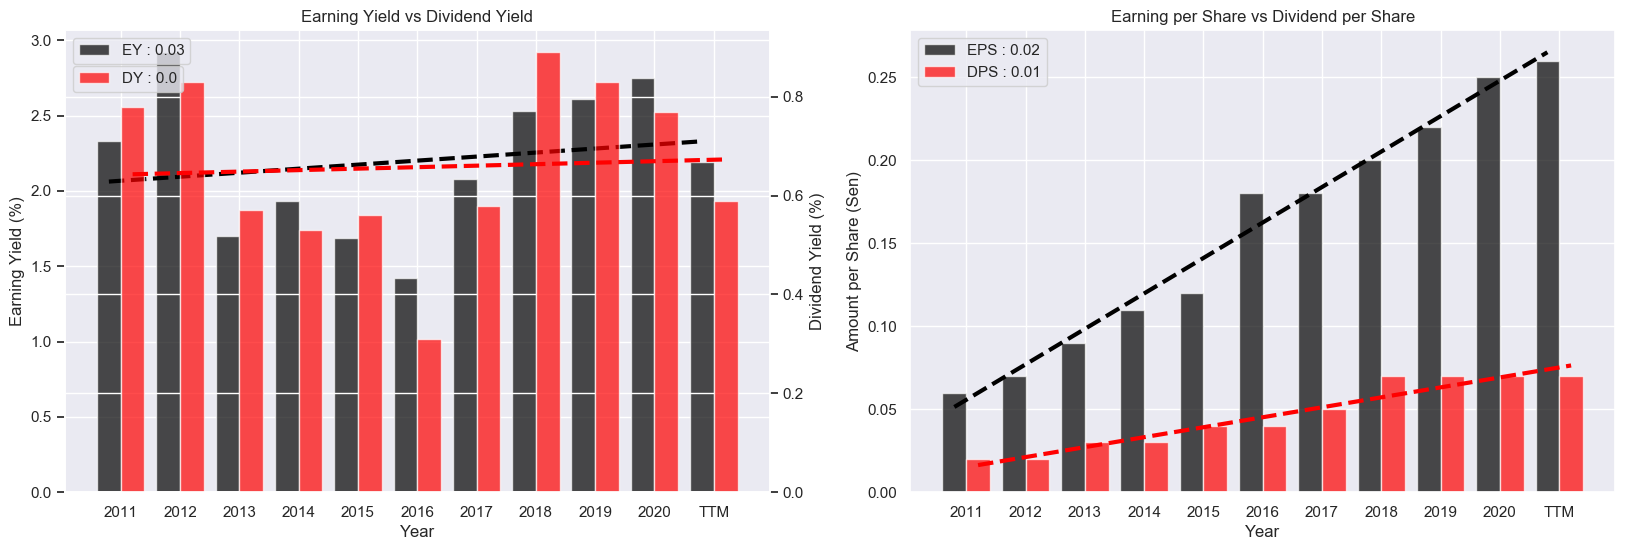 Earning Yield vs Dividend Yield
EY : 0.03
DY : 0.0
3.0
2.5
2.0
1.5
1.0
0.5
0.0
Earning Yield (%)
0.8
0.6
0.4
0.2
0.0
Dividend Yield (%)
2011 2012 2013 2014 2015 2016 2017 2018 2019 2020 TTM
Year
Earning per Share vs Dividend per Share
EPS : 0.02
DPS : 0.01
0.25
0.20
0.15
0.10
0.05
0.00
Amount per Share (Sen)
2011 2012 2013 2014 2015 2016 2017 2018 2019 2020 TTM
Year